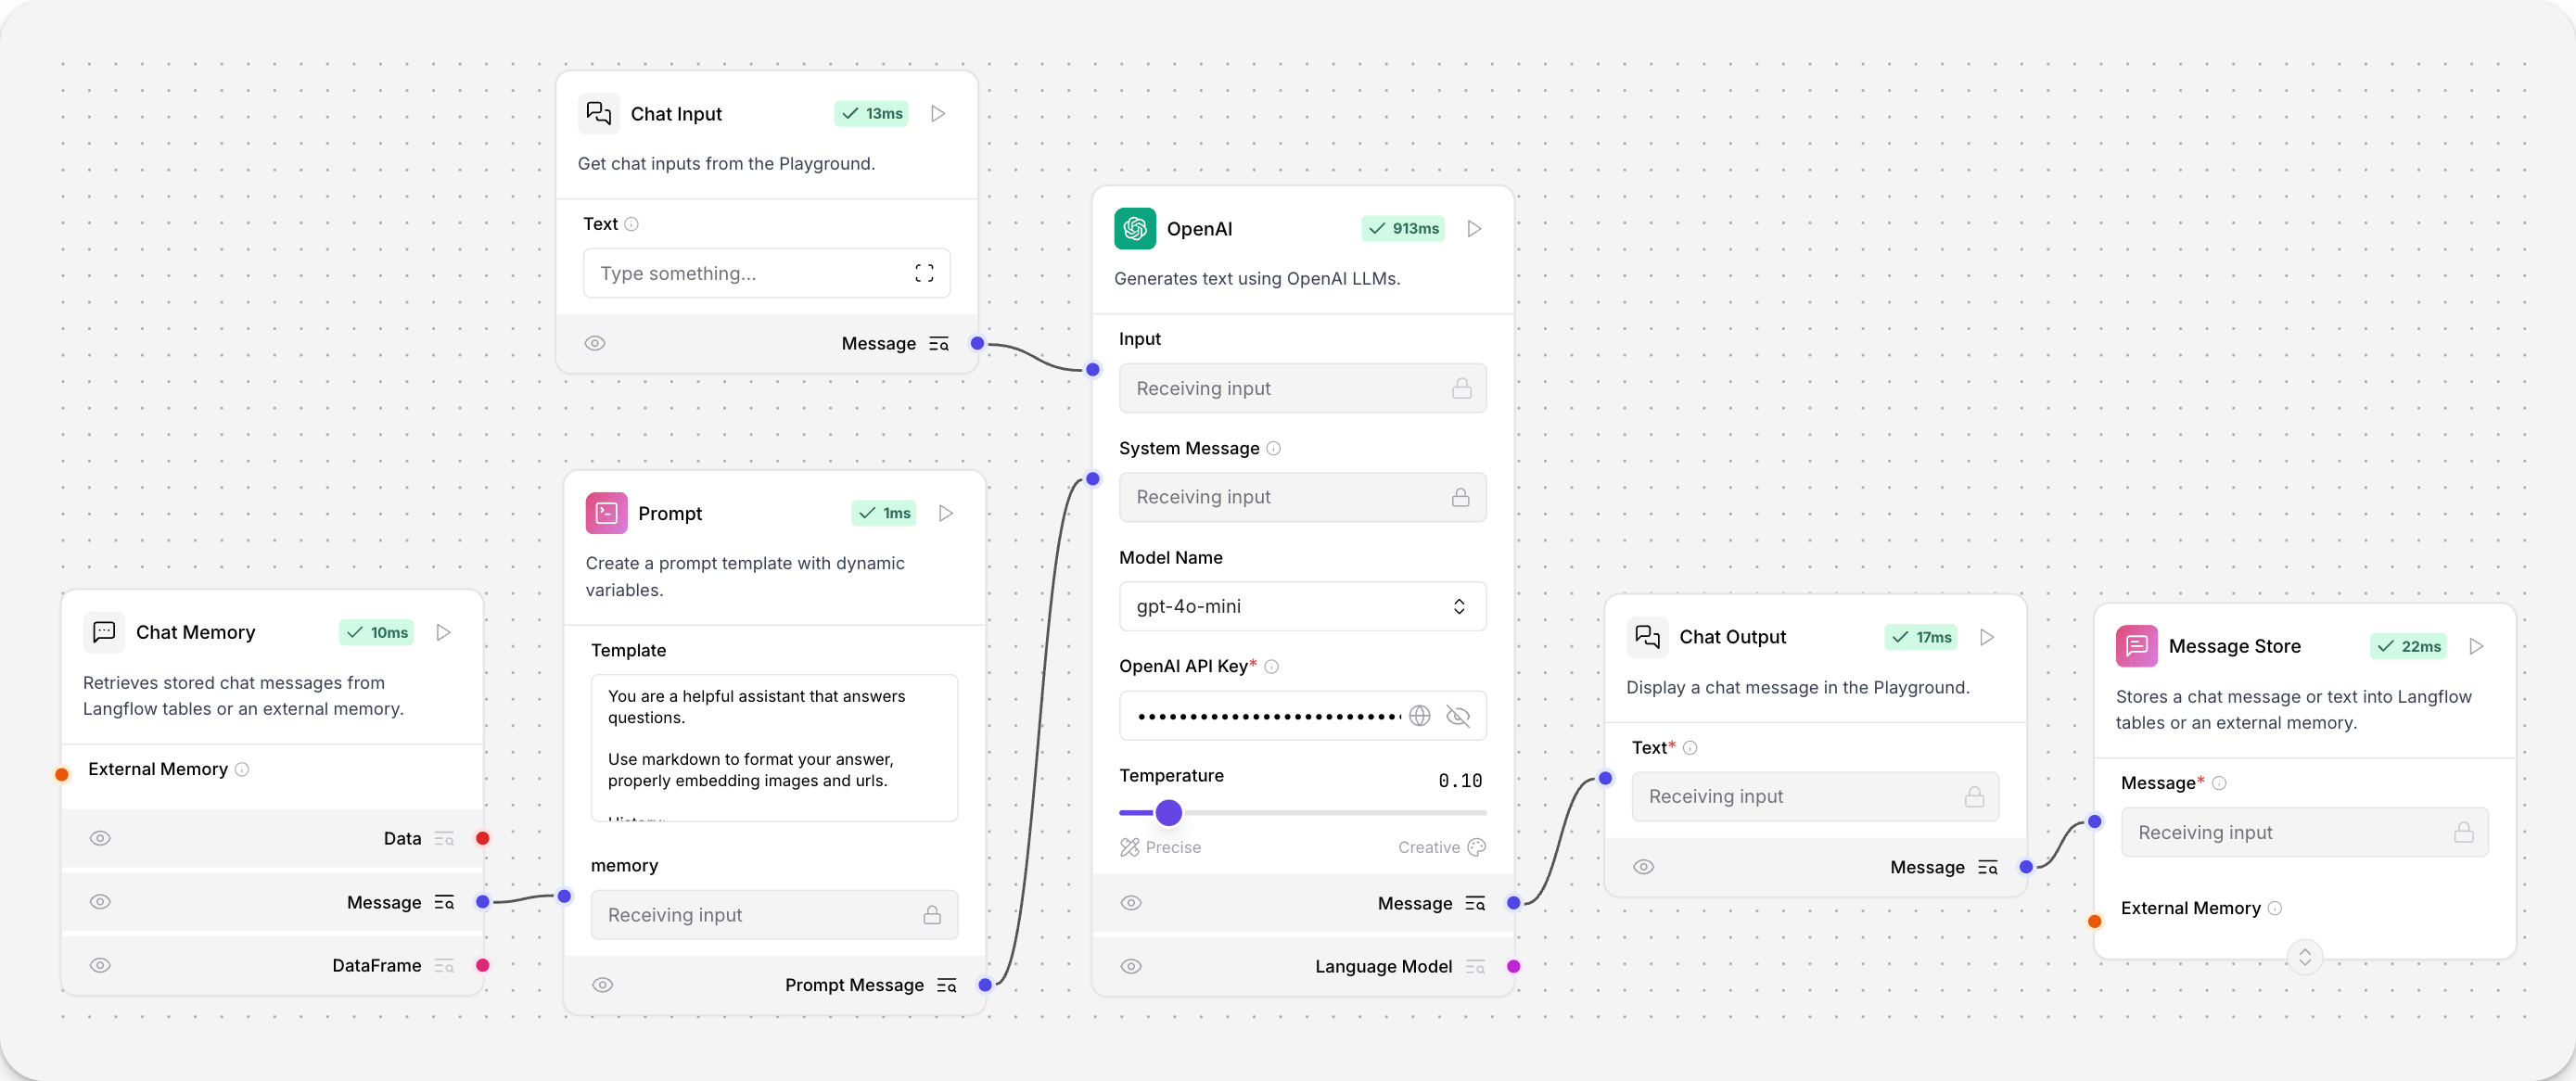 Chat Input
13ms
Get chat inputs from the Playground.
Text
Type something...
Message
Chat Memory
10ms
Retrieves stored chat messages from
Langflow tables or an external memory.
External Memory
Data
Message
DataFrame
Prompt
1ms
Create a prompt template with dynamic
variables.
Template
You are a helpful assistant that answers
questions.
Use markdown to format your answer,
properly embedding images and urls.
History:
memory
Receiving input
Prompt Message
OpenAI
913ms
Generates text using OpenAI LLMs.
Input
Receiving input
System Message
Receiving input
Model Name
gpt-4o-mini
OpenAI API Key*
Temperature
0.10
Precise
Creative
Message
Language Model
Chat Output
17ms
Display a chat message in the Playground.
Text*
Receiving input
Message
Message Store
22ms
Stores a chat message or text into Langflow
tables or an external memory.
Message*
Receiving input
External Memory